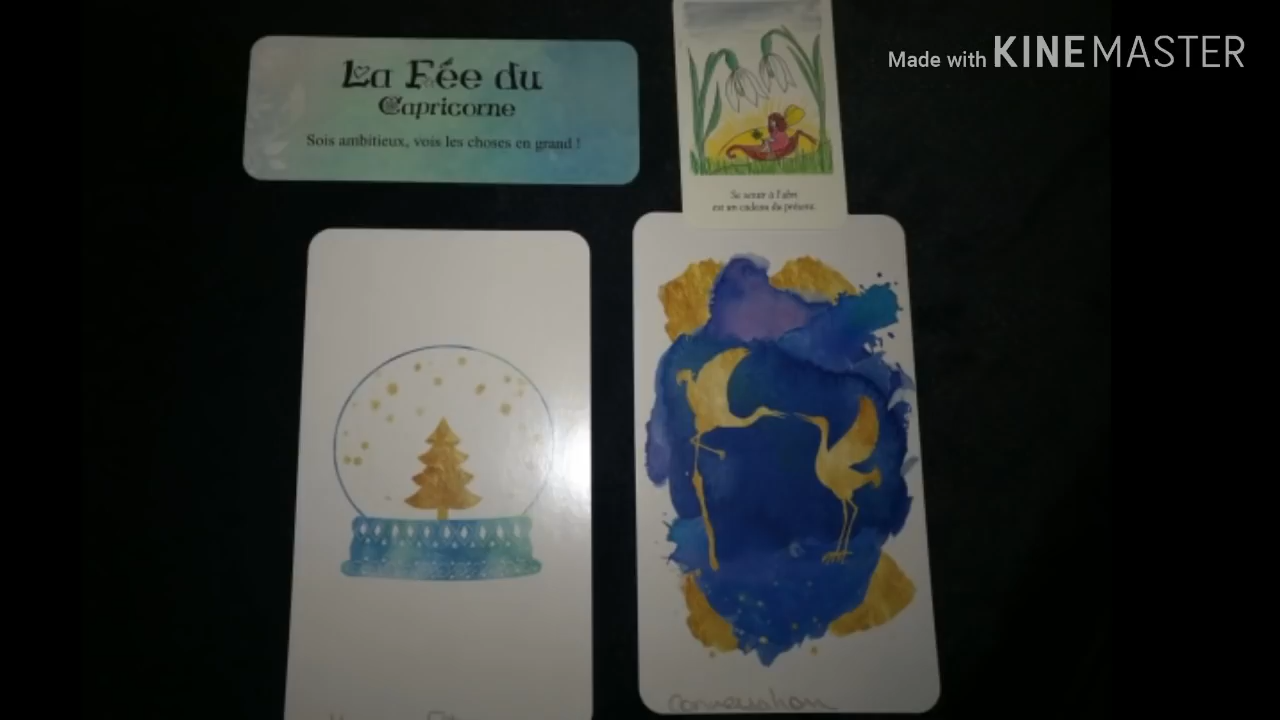 La Fée du
Capricorne
Sois ambitieux, vois les choses en grand !
Made with KINEMASTER
Se sentir à l'abri
est un cadeau du présent.
Conversation